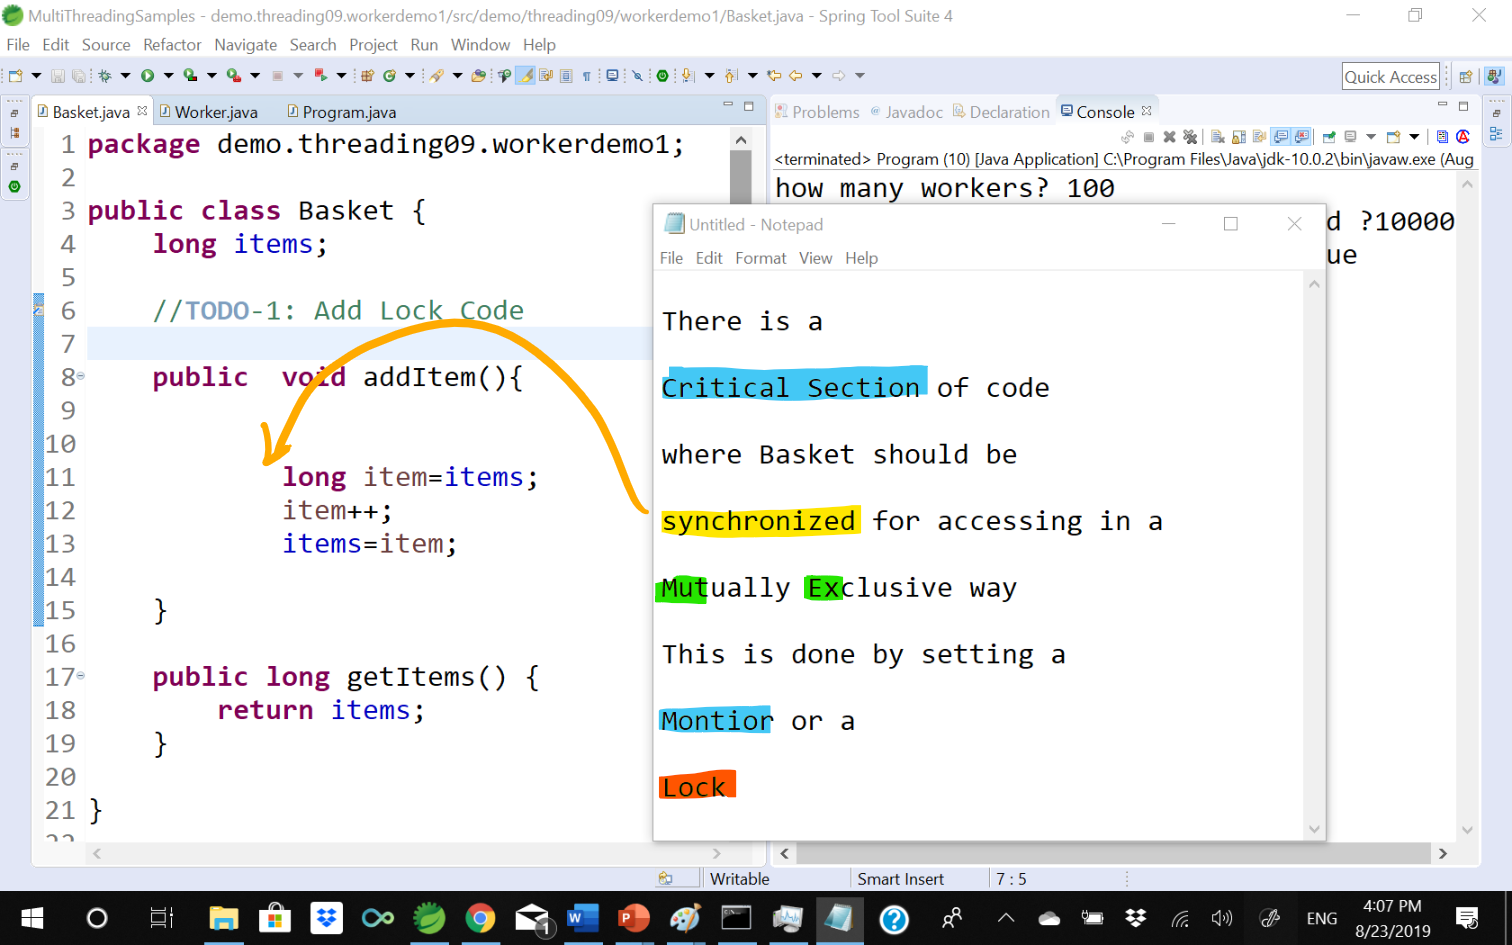 MultiThreadingSamples - demo.threading09.workerdemo1/src/demo/threading09/workerdemo1/Basket.java - Spring Tool Suite 4
File Edit Source Refactor Navigate Search Project Run Window Help
Quick Access
Basket.java Worker.java Program.java
1 package demo.threading09.workerdemo1;
2
3 public class Basket {
4 long items;
5
6 //TODO-1: Add Lock Code
7
8 public void addItem(){
9
10
11 long item=items;
12 item++;
13 items=item;
14
15 }
16
17 public long getItems() {
18 return items;
19 }
20
21 }
Problems Javadoc Declaration Console
<terminated> Program (10) [Java Application] C:\Program Files\Java\jdk-10.0.2\bin\javaw.exe (Aug
how many workers? 100
d ?10000
ue
Untitled - Notepad
File Edit Format View Help
There is a
Critical Section of code
where Basket should be
synchronized for accessing in a
Mutually Exclusive way
This is done by setting a
Montior or a
Lock
Writable Smart Insert 7 : 5
ENG
4:07 PM
8/23/2019